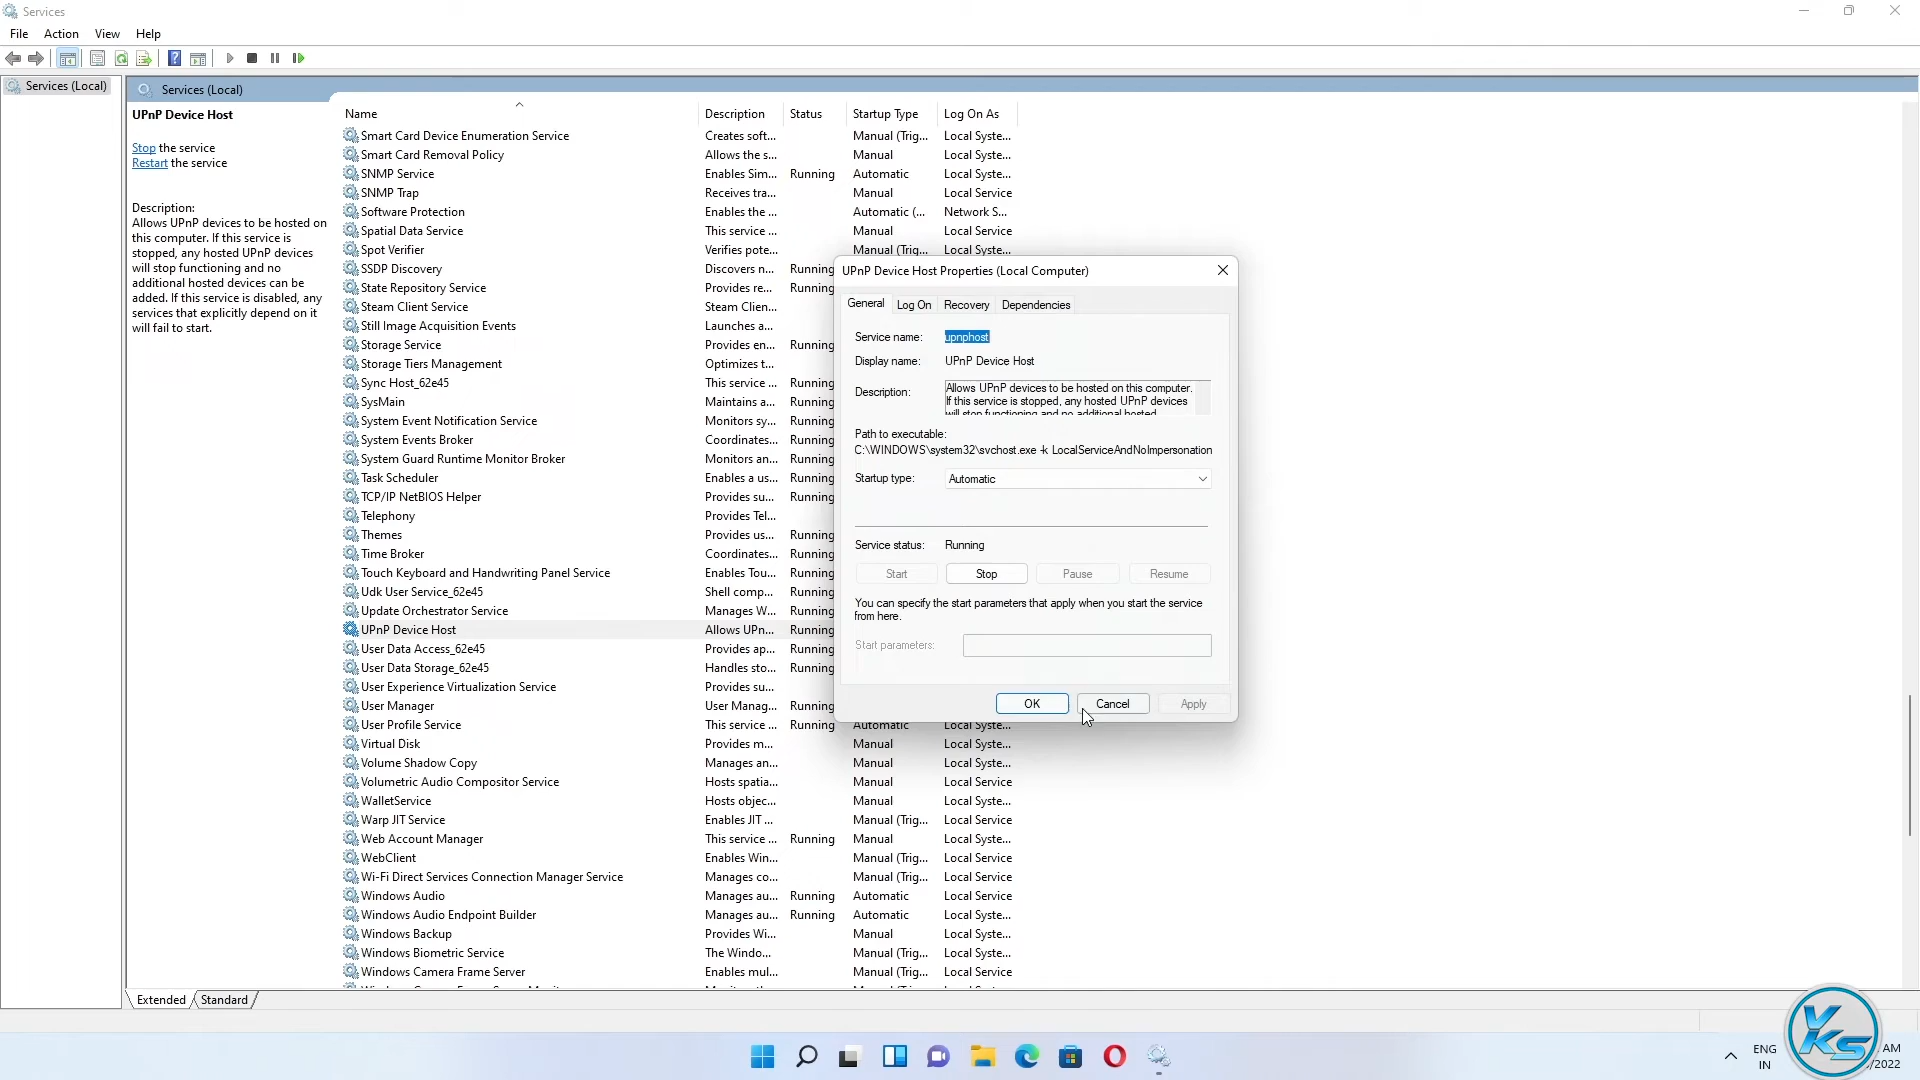 Services
File Action View Help
Services (Local)
Services (Local)
UPnP Device Host
Stop the service
Restart the service
Description:
Allows UPnP devices to be hosted on
this computer. If this service is
stopped, any hosted UPnP devices
will stop functioning and no
additional hosted devices can be
added. If this service is disabled, any
services that explicitly depend on it
will fail to start.
Name Description Status Startup Type Log On As
Smart Card Device Enumeration Service Creates soft... Manual (Trig... Local Syste...
Smart Card Removal Policy Allows the s... Manual Local Syste...
SNMP Service Enables Sim... Running Automatic Local Syste...
SNMP Trap Receives tra... Manual Local Service
Software Protection Enables the ... Automatic (... Network S...
Spatial Data Service This service ... Manual Local Service
Spot Verifier Verifies pote... Manual (Trig... Local Syste...
SSDP Discovery Discovers n... Running
State Repository Service Provides re... Running
Steam Client Service Steam Clien...
Still Image Acquisition Events Launches a...
Storage Service Provides en... Running
Storage Tiers Management Optimizes t...
Sync Host_62e45 This service ... Running
SysMain Maintains a... Running
System Event Notification Service Monitors sy... Running
System Events Broker Coordinates... Running
System Guard Runtime Monitor Broker Monitors an... Running
Task Scheduler Enables a us... Running
TCP/IP NetBIOS Helper Provides su... Running
Telephony Provides Tel...
Themes Provides us... Running
Time Broker Coordinates... Running
Touch Keyboard and Handwriting Panel Service Enables Tou... Running
Udk User Service_62e45 Shell comp... Running
Update Orchestrator Service Manages W... Running
UPnP Device Host Allows UPn... Running
User Data Access_62e45 Provides ap... Running
User Data Storage_62e45 Handles sto... Running
User Experience Virtualization Service Provides su...
User Manager User Manag... Running
User Profile Service This service ... Running Automatic Local Syste...
Virtual Disk Provides m... Manual Local Syste...
Volume Shadow Copy Manages an... Manual Local Syste...
Volumetric Audio Compositor Service Hosts spatia... Manual Local Service
WalletService Hosts objec... Manual Local Syste...
Warp JIT Service Enables JIT ... Manual (Trig... Local Service
Web Account Manager This service ... Running Manual Local Syste...
WebClient Enables Win... Manual (Trig... Local Service
Wi-Fi Direct Services Connection Manager Service Manages co... Manual (Trig... Local Service
Windows Audio Manages au... Running Automatic Local Service
Windows Audio Endpoint Builder Manages au... Running Automatic Local Syste...
Windows Backup Provides Wi... Manual Local Syste...
Windows Biometric Service The Windo... Manual (Trig... Local Syste...
Windows Camera Frame Server Enables mul... Manual (Trig... Local Service
UPnP Device Host Properties (Local Computer)
General Log On Recovery Dependencies
Service name: upnphost
Display name: UPnP Device Host
Description: Allows UPnP devices to be hosted on this computer.
If this service is stopped, any hosted UPnP devices
will stop functioning and no additional hosted
Path to executable:
C:\WINDOWS\system32\svchost.exe -k LocalServiceAndNoImpersonation
Startup type: Automatic
Service status: Running
Start Stop Pause Resume
You can specify the start parameters that apply when you start the service
from here.
Start parameters:
OK Cancel Apply
Extended Standard
ENG
IN
AM
/2022
YKS